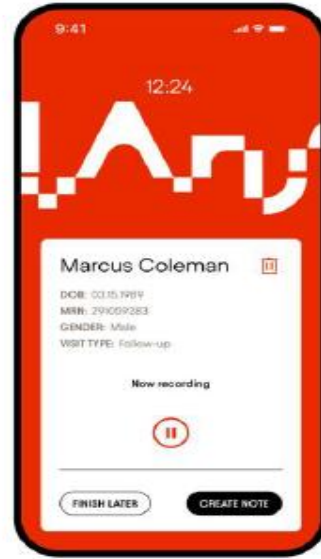 9:41
12:24
Marcus Coleman
DOB: 03.15.1989
MRN: 291059283
GENDER: Male
VISIT TYPE: Follow-up
Now recording
FINISH LATER
CREATE NOTE